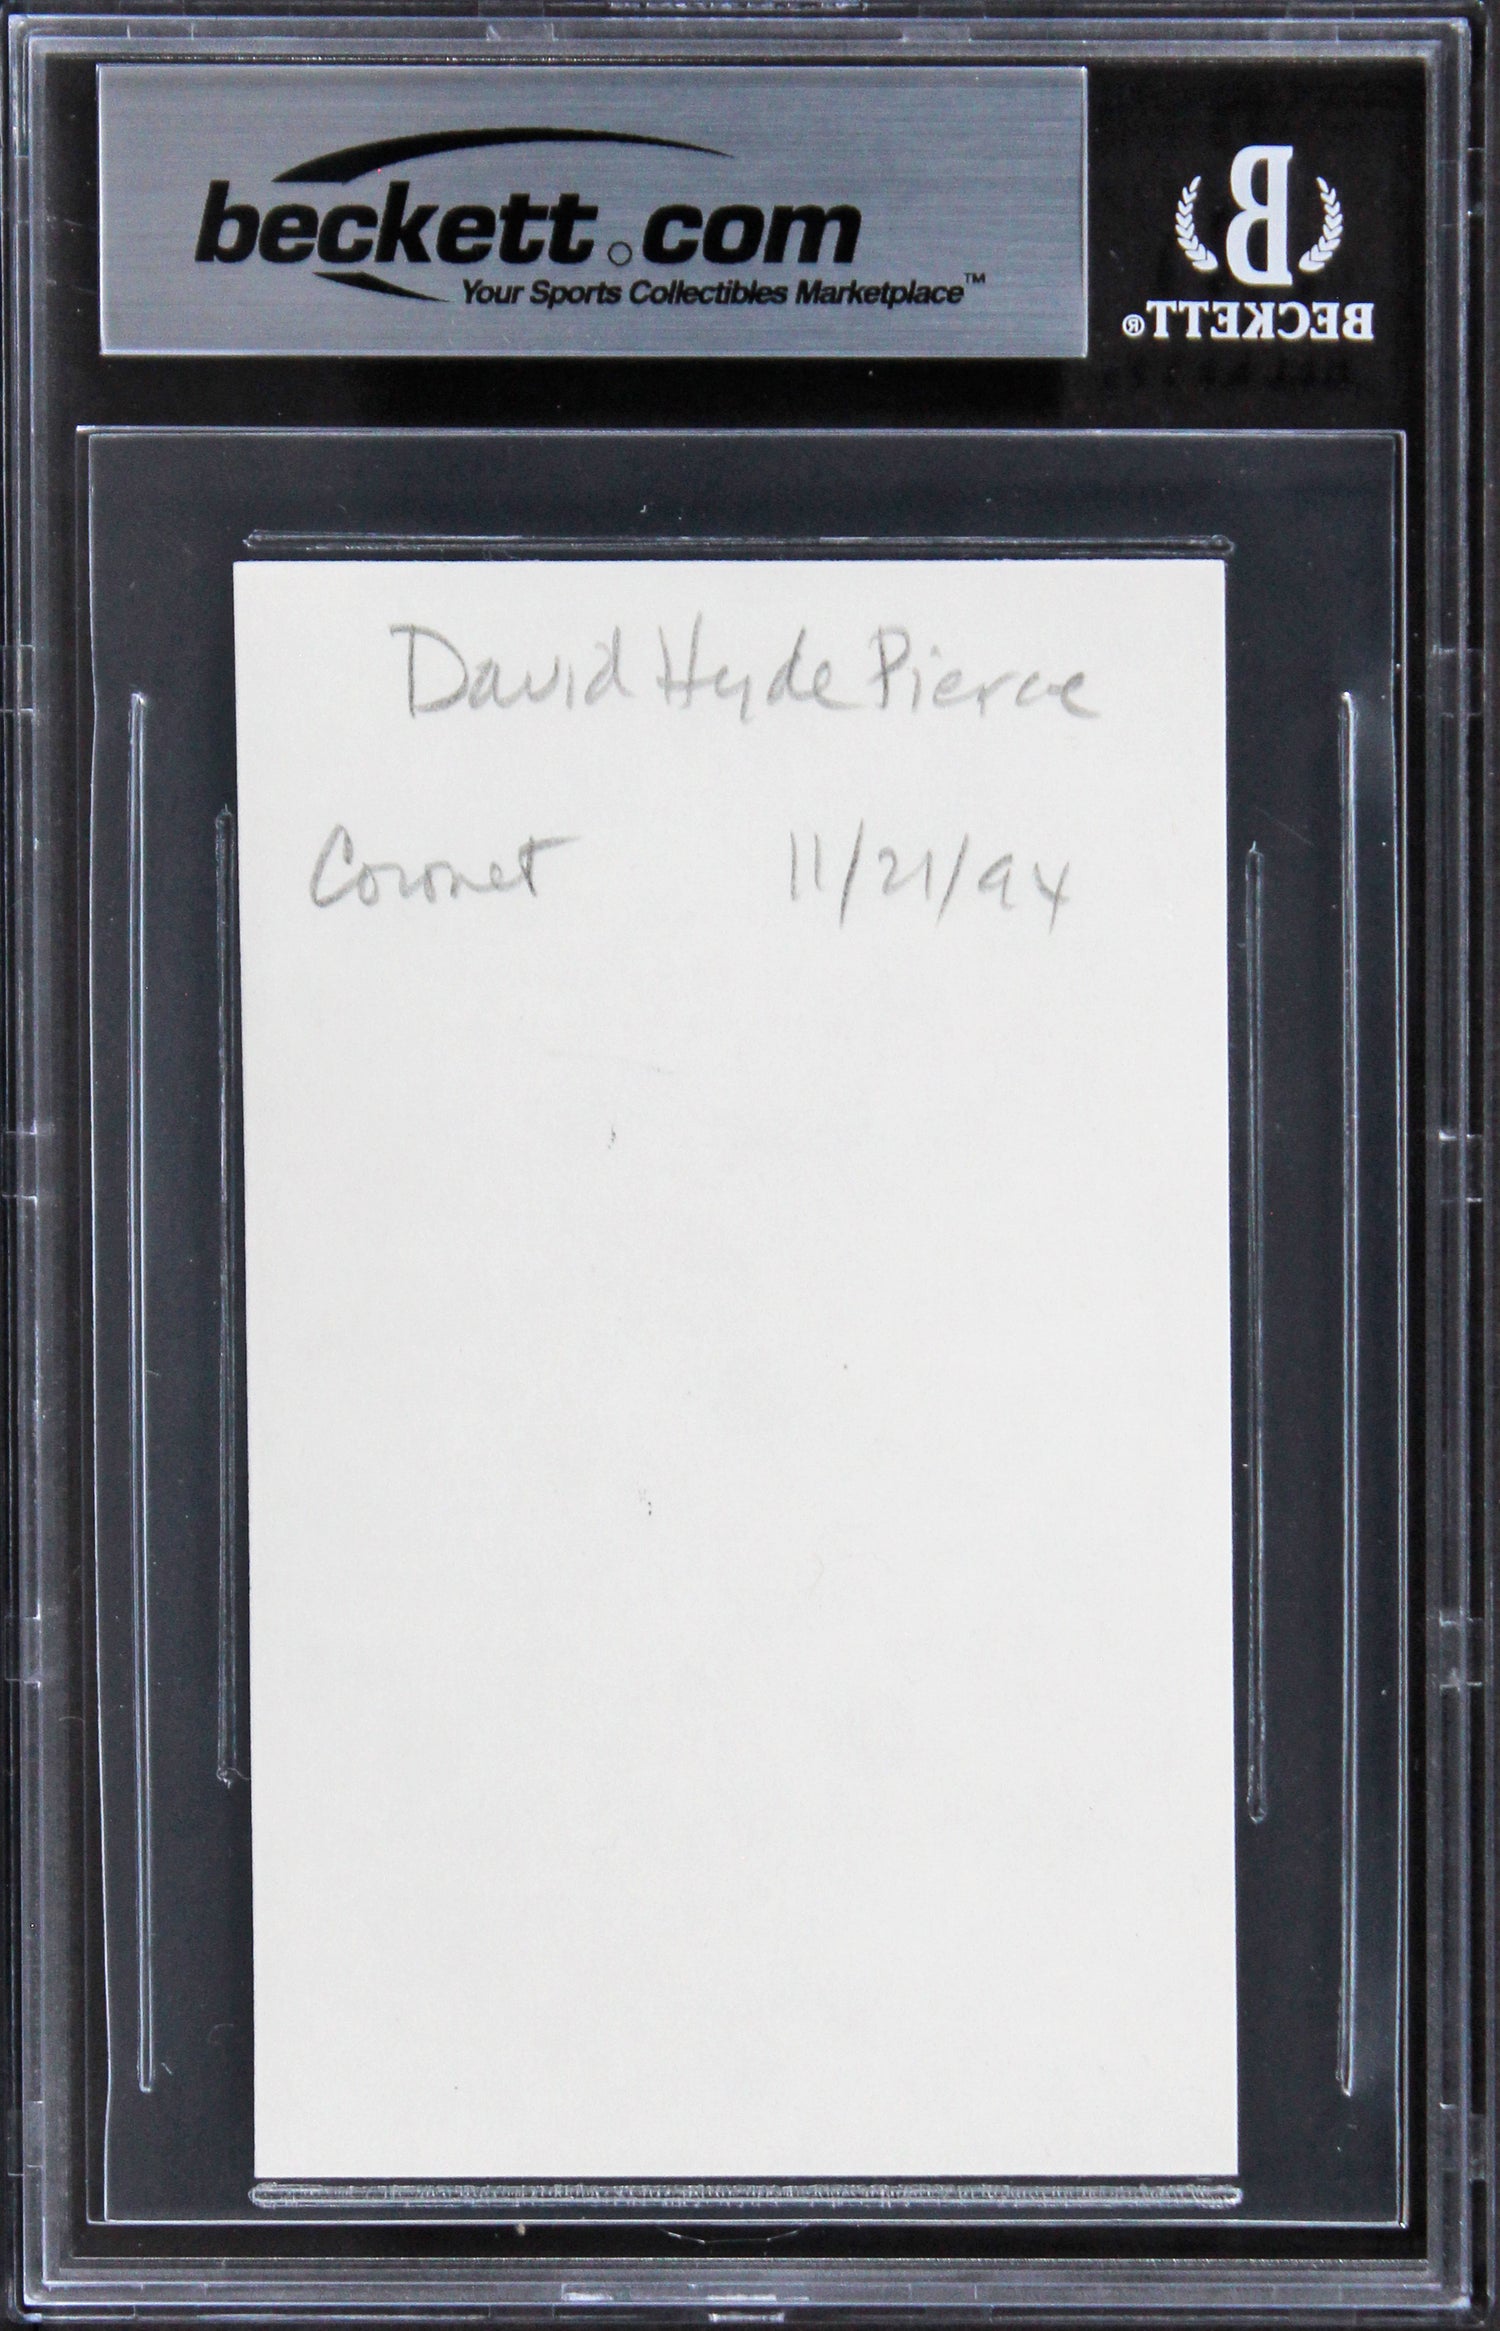 beckett.com
Your Sports Collectibles Marketplace™
B
BECKETT®
David Hyde Pierce
Coronet 11/21/94